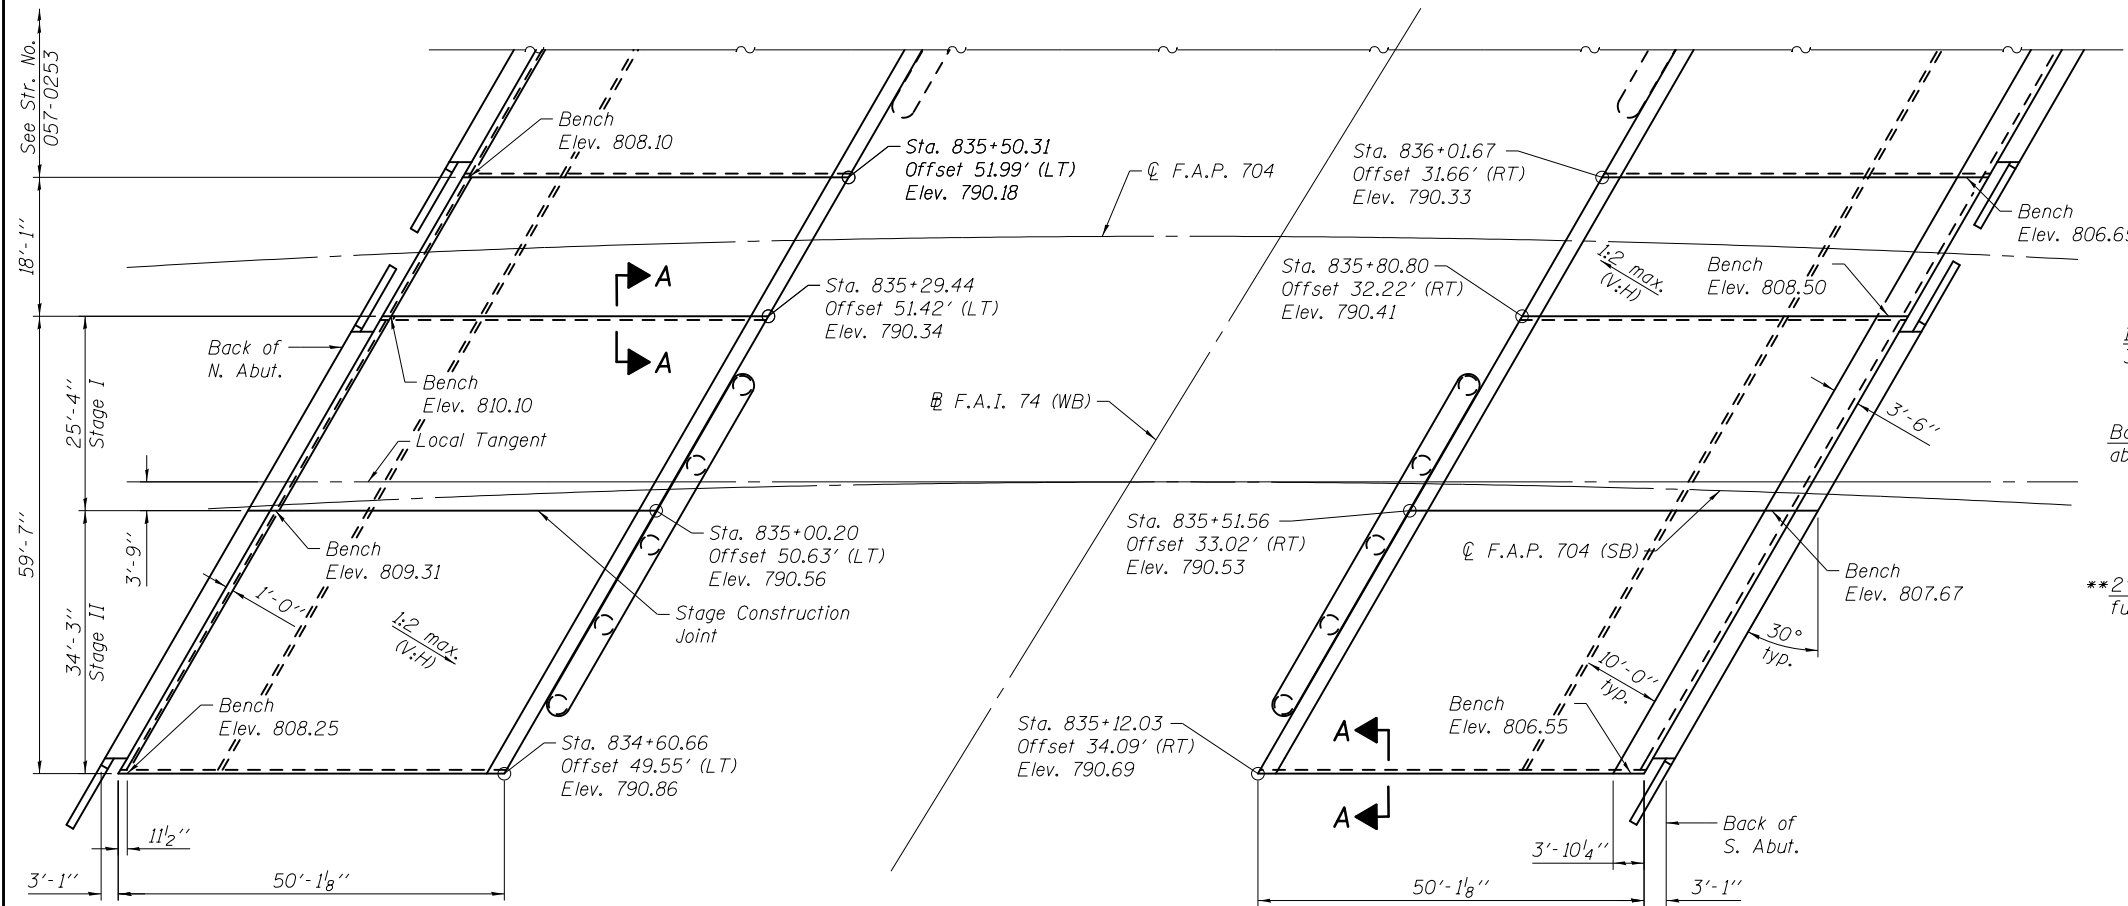 See Str. No.
057-0253
18'-1"
59'-7"
25'-4"
Stage I
34'-3"
Stage II
3'-9"
Bench
Elev. 808.10
Sta. 835+50.31
Offset 51.99' (LT)
Elev. 790.18
℄ F.A.P. 704
Sta. 836+01.67
Offset 31.66' (RT)
Elev. 790.33
Bench
Elev. 806.69
A
A
Sta. 835+29.44
Offset 51.42' (LT)
Elev. 790.34
Sta. 835+80.80
Offset 32.22' (RT)
Elev. 790.41
1:2 max.
(V:H)
Bench
Elev. 808.50
Back of
N. Abut.
Bench
Elev. 810.10
Local Tangent
B F.A.I. 74 (WB)
3'-6"
Bench
Elev. 809.31
1'-0"
1:2 max.
(V:H)
Sta. 835+00.20
Offset 50.63' (LT)
Elev. 790.56
Stage Construction
Joint
Sta. 835+51.56
Offset 33.02' (RT)
Elev. 790.53
℄ F.A.P. 704 (SB)
Bench
Elev. 807.67
30°
typ.
10'-0"
typ.
**2
fu
Bench
Elev. 808.25
Sta. 834+60.66
Offset 49.55' (LT)
Elev. 790.86
Sta. 835+12.03
Offset 34.09' (RT)
Elev. 790.69
Bench
Elev. 806.55
A
A
Back of
S. Abut.
11½"
3'-1"
50'-1⅛"
3'-10¼"
50'-1⅛"
3'-1"